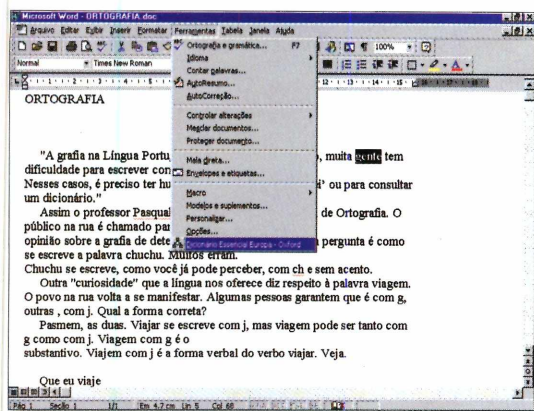 Microsoft Word - ORTOGRAFIA.doc
Arquivo Editar Exibir Inserir Formatar Ferramentas Tabela Janela Ajuda
Ortografia e gramática... F7
100%
Idioma
Normal Times New Roman
Contar palavras...
AutoResumo...
AutoCorreção...
ORTOGRAFIA
Controlar alterações
Mesclar documentos...
Proteger documento...
Mala direta...
Envelopes e etiquetas...
Macro
Modelos e suplementos...
Personalizar...
Opções...
Dicionário Essencial Europa - Oxford
"A grafia na Língua Portu , muita gente tem
dificuldade para escrever con
Nesses casos, é preciso ter hu ei' ou para consultar
um dicionário."
Assim o professor Pasqual de Ortografia. O
público na rua é chamado par
opinião sobre a grafia de dete pergunta é como
se escreve a palavra chuchu. Muitos erram.
Chuchu se escreve, como você já pode perceber, com ch e sem acento.
Outra "curiosidade" que a língua nos oferece diz respeito à palavra viagem.
O povo na rua volta a se manifestar. Algumas pessoas garantem que é com g,
outras , com j. Qual a forma correta?
Pasmem, as duas. Viajar se escreve com j, mas viagem pode ser tanto com
g como com j. Viagem com g é o
substantivo. Viajem com j é a forma verbal do verbo viajar. Veja.
Que eu viaje
Pág 1 Seção 1 1/1 Em 4,7 cm Lin 5 Col 66